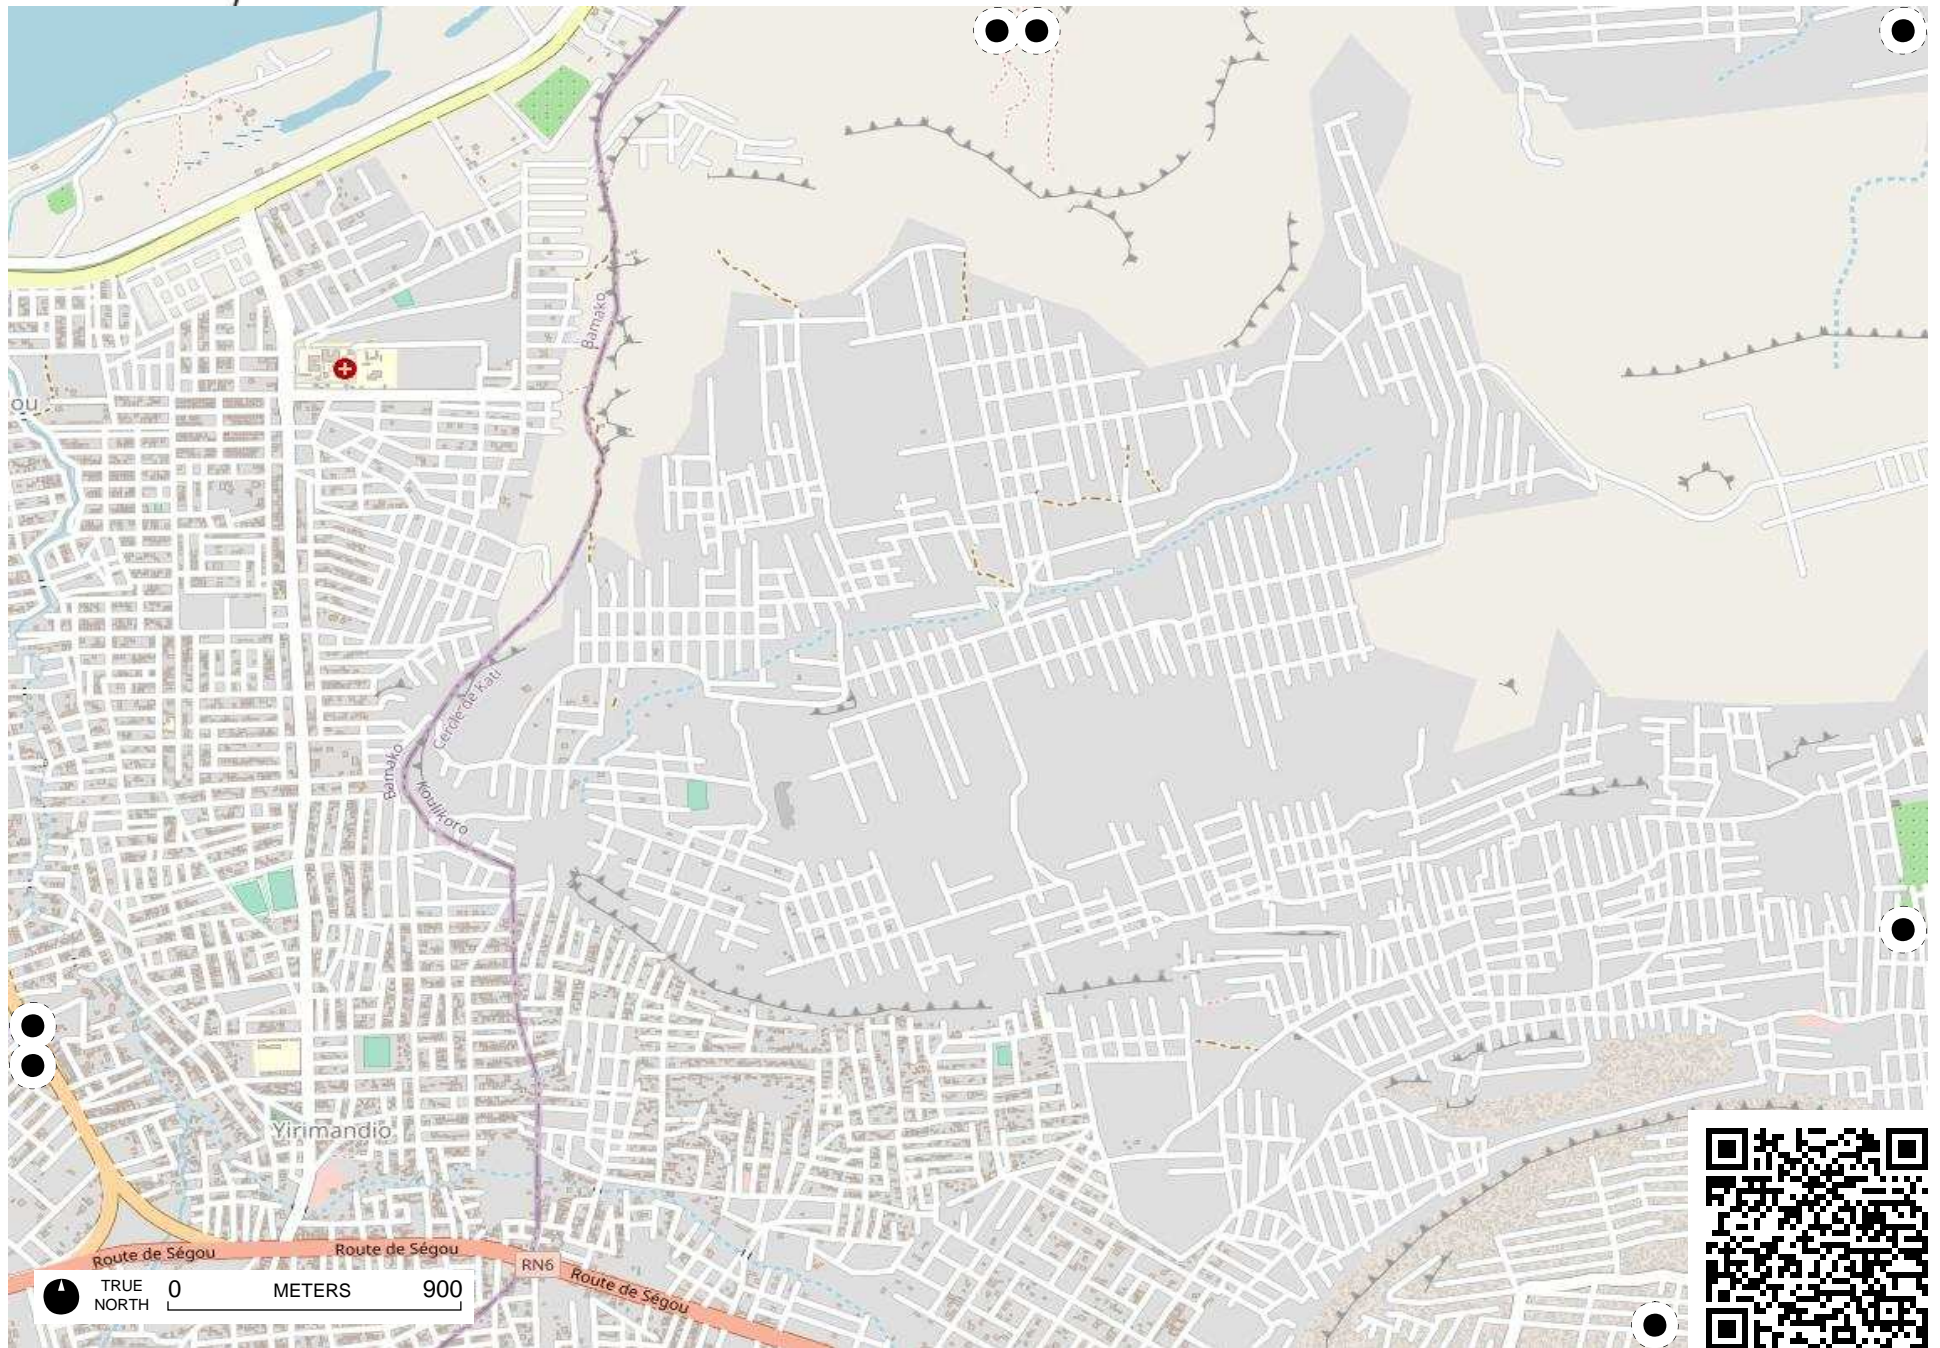 Bamako
ou
Cercle de Kati
Bamako
Koulikoro
Yirimandio
Route de Ségou
Route de Ségou
RN6
Route de Ségou
TRUE NORTH
0 METERS 900